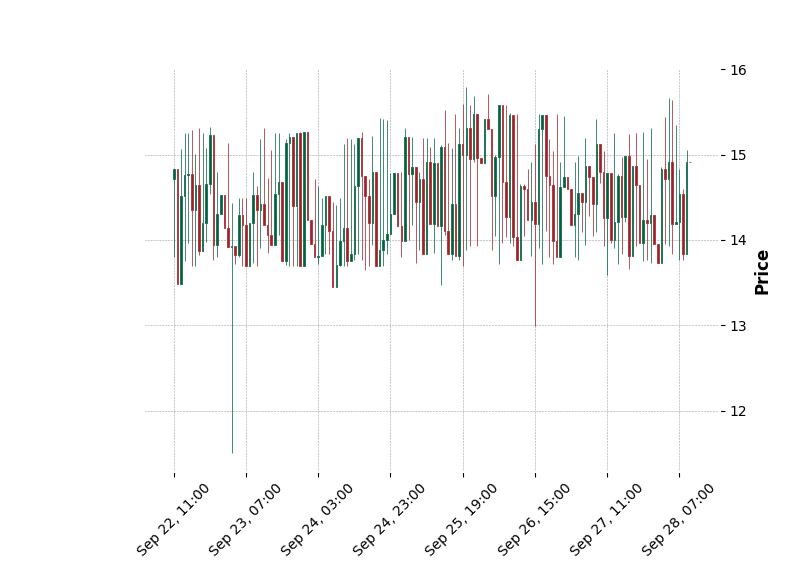 16
15
14
13
12
Price
Sep 22, 11:00
Sep 23, 07:00
Sep 24, 03:00
Sep 24, 23:00
Sep 25, 19:00
Sep 26, 15:00
Sep 27, 11:00
Sep 28, 07:00